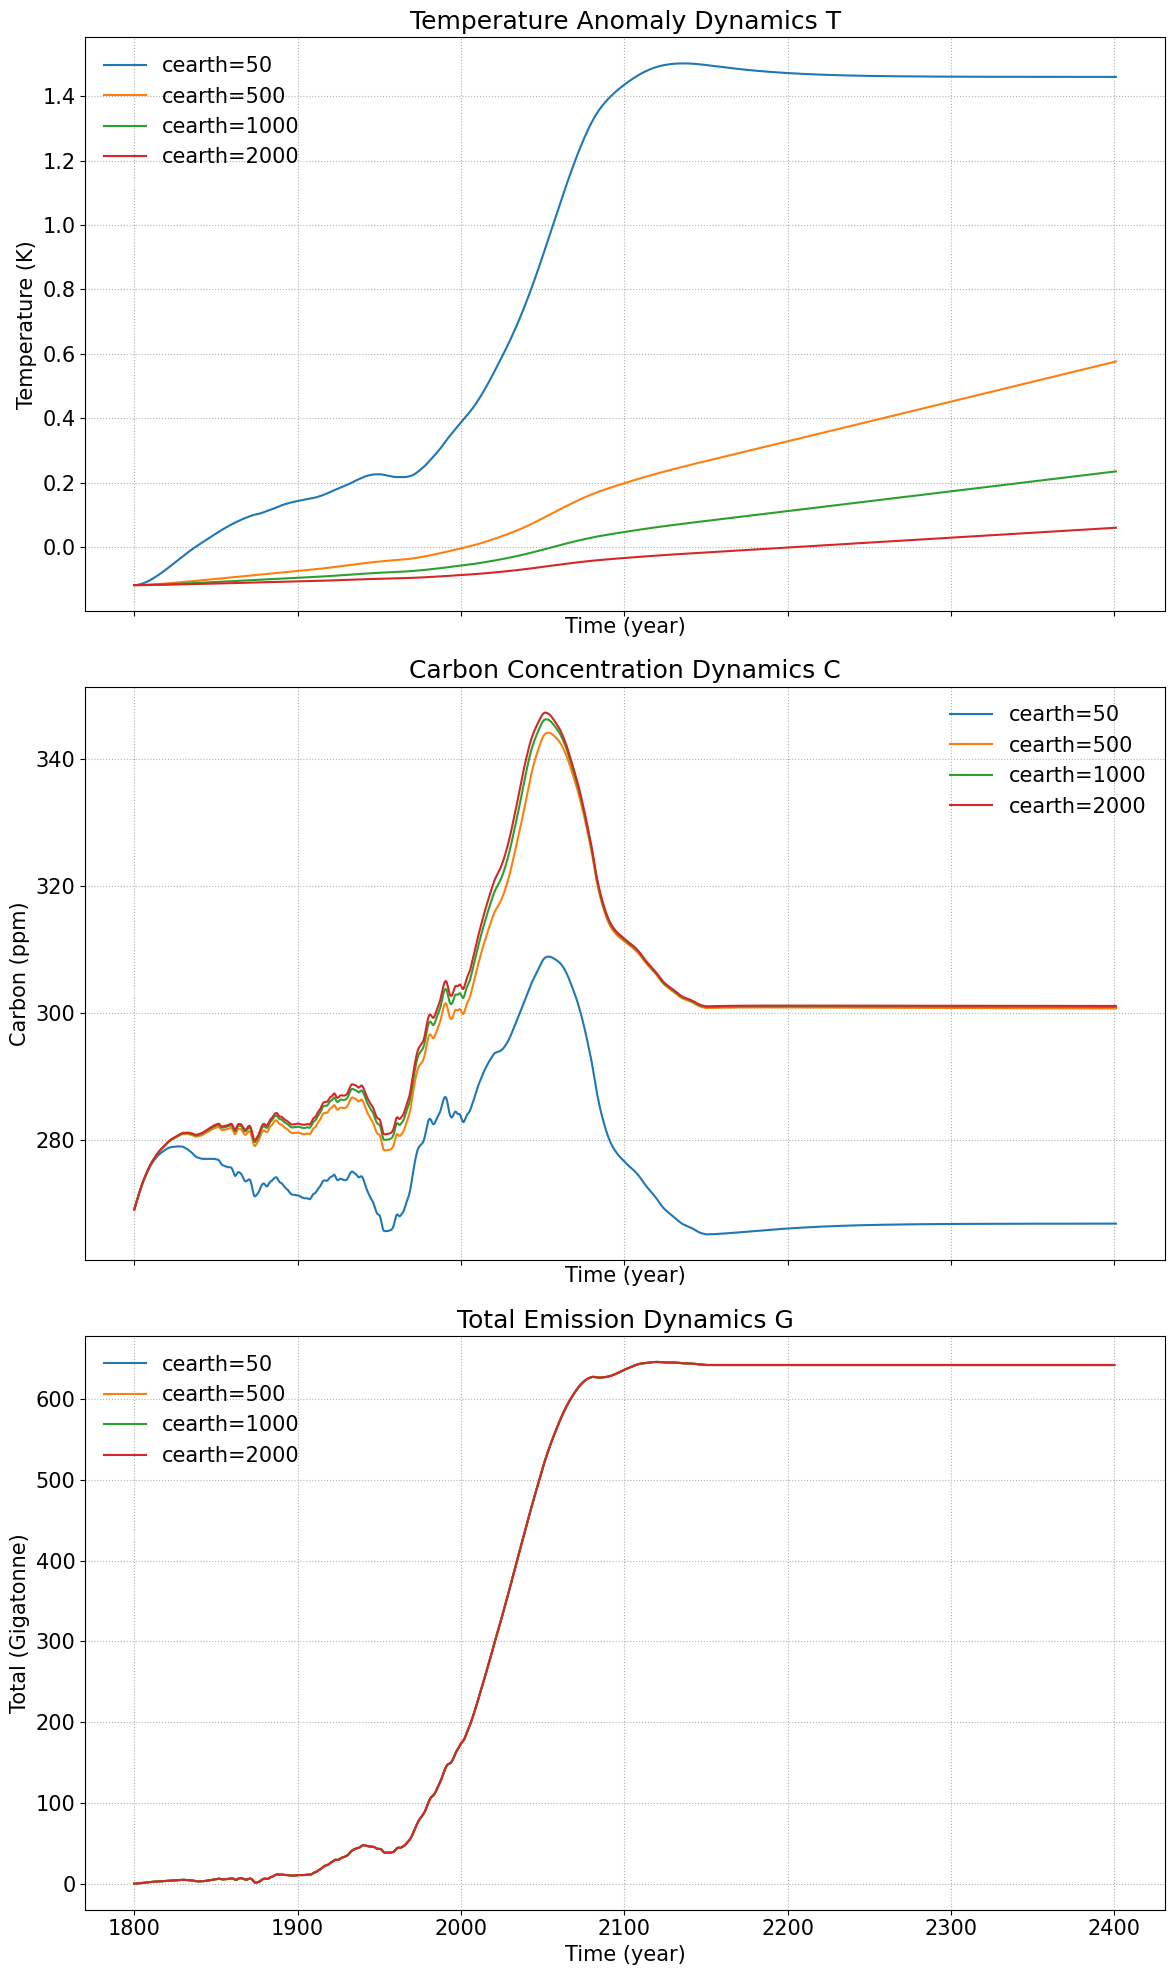 Temperature Anomaly Dynamics T
cearth=50
cearth=500
cearth=1000
cearth=2000
1.4
1.2
1.0
0.8
0.6
0.4
0.2
0.0
Temperature (K)
Time (year)
Carbon Concentration Dynamics C
cearth=50
cearth=500
cearth=1000
cearth=2000
340
320
300
280
Carbon (ppm)
Time (year)
Total Emission Dynamics G
cearth=50
cearth=500
cearth=1000
cearth=2000
600
500
400
300
200
100
0
Total (Gigatonne)
1800 1900 2000 2100 2200 2300 2400
Time (year)